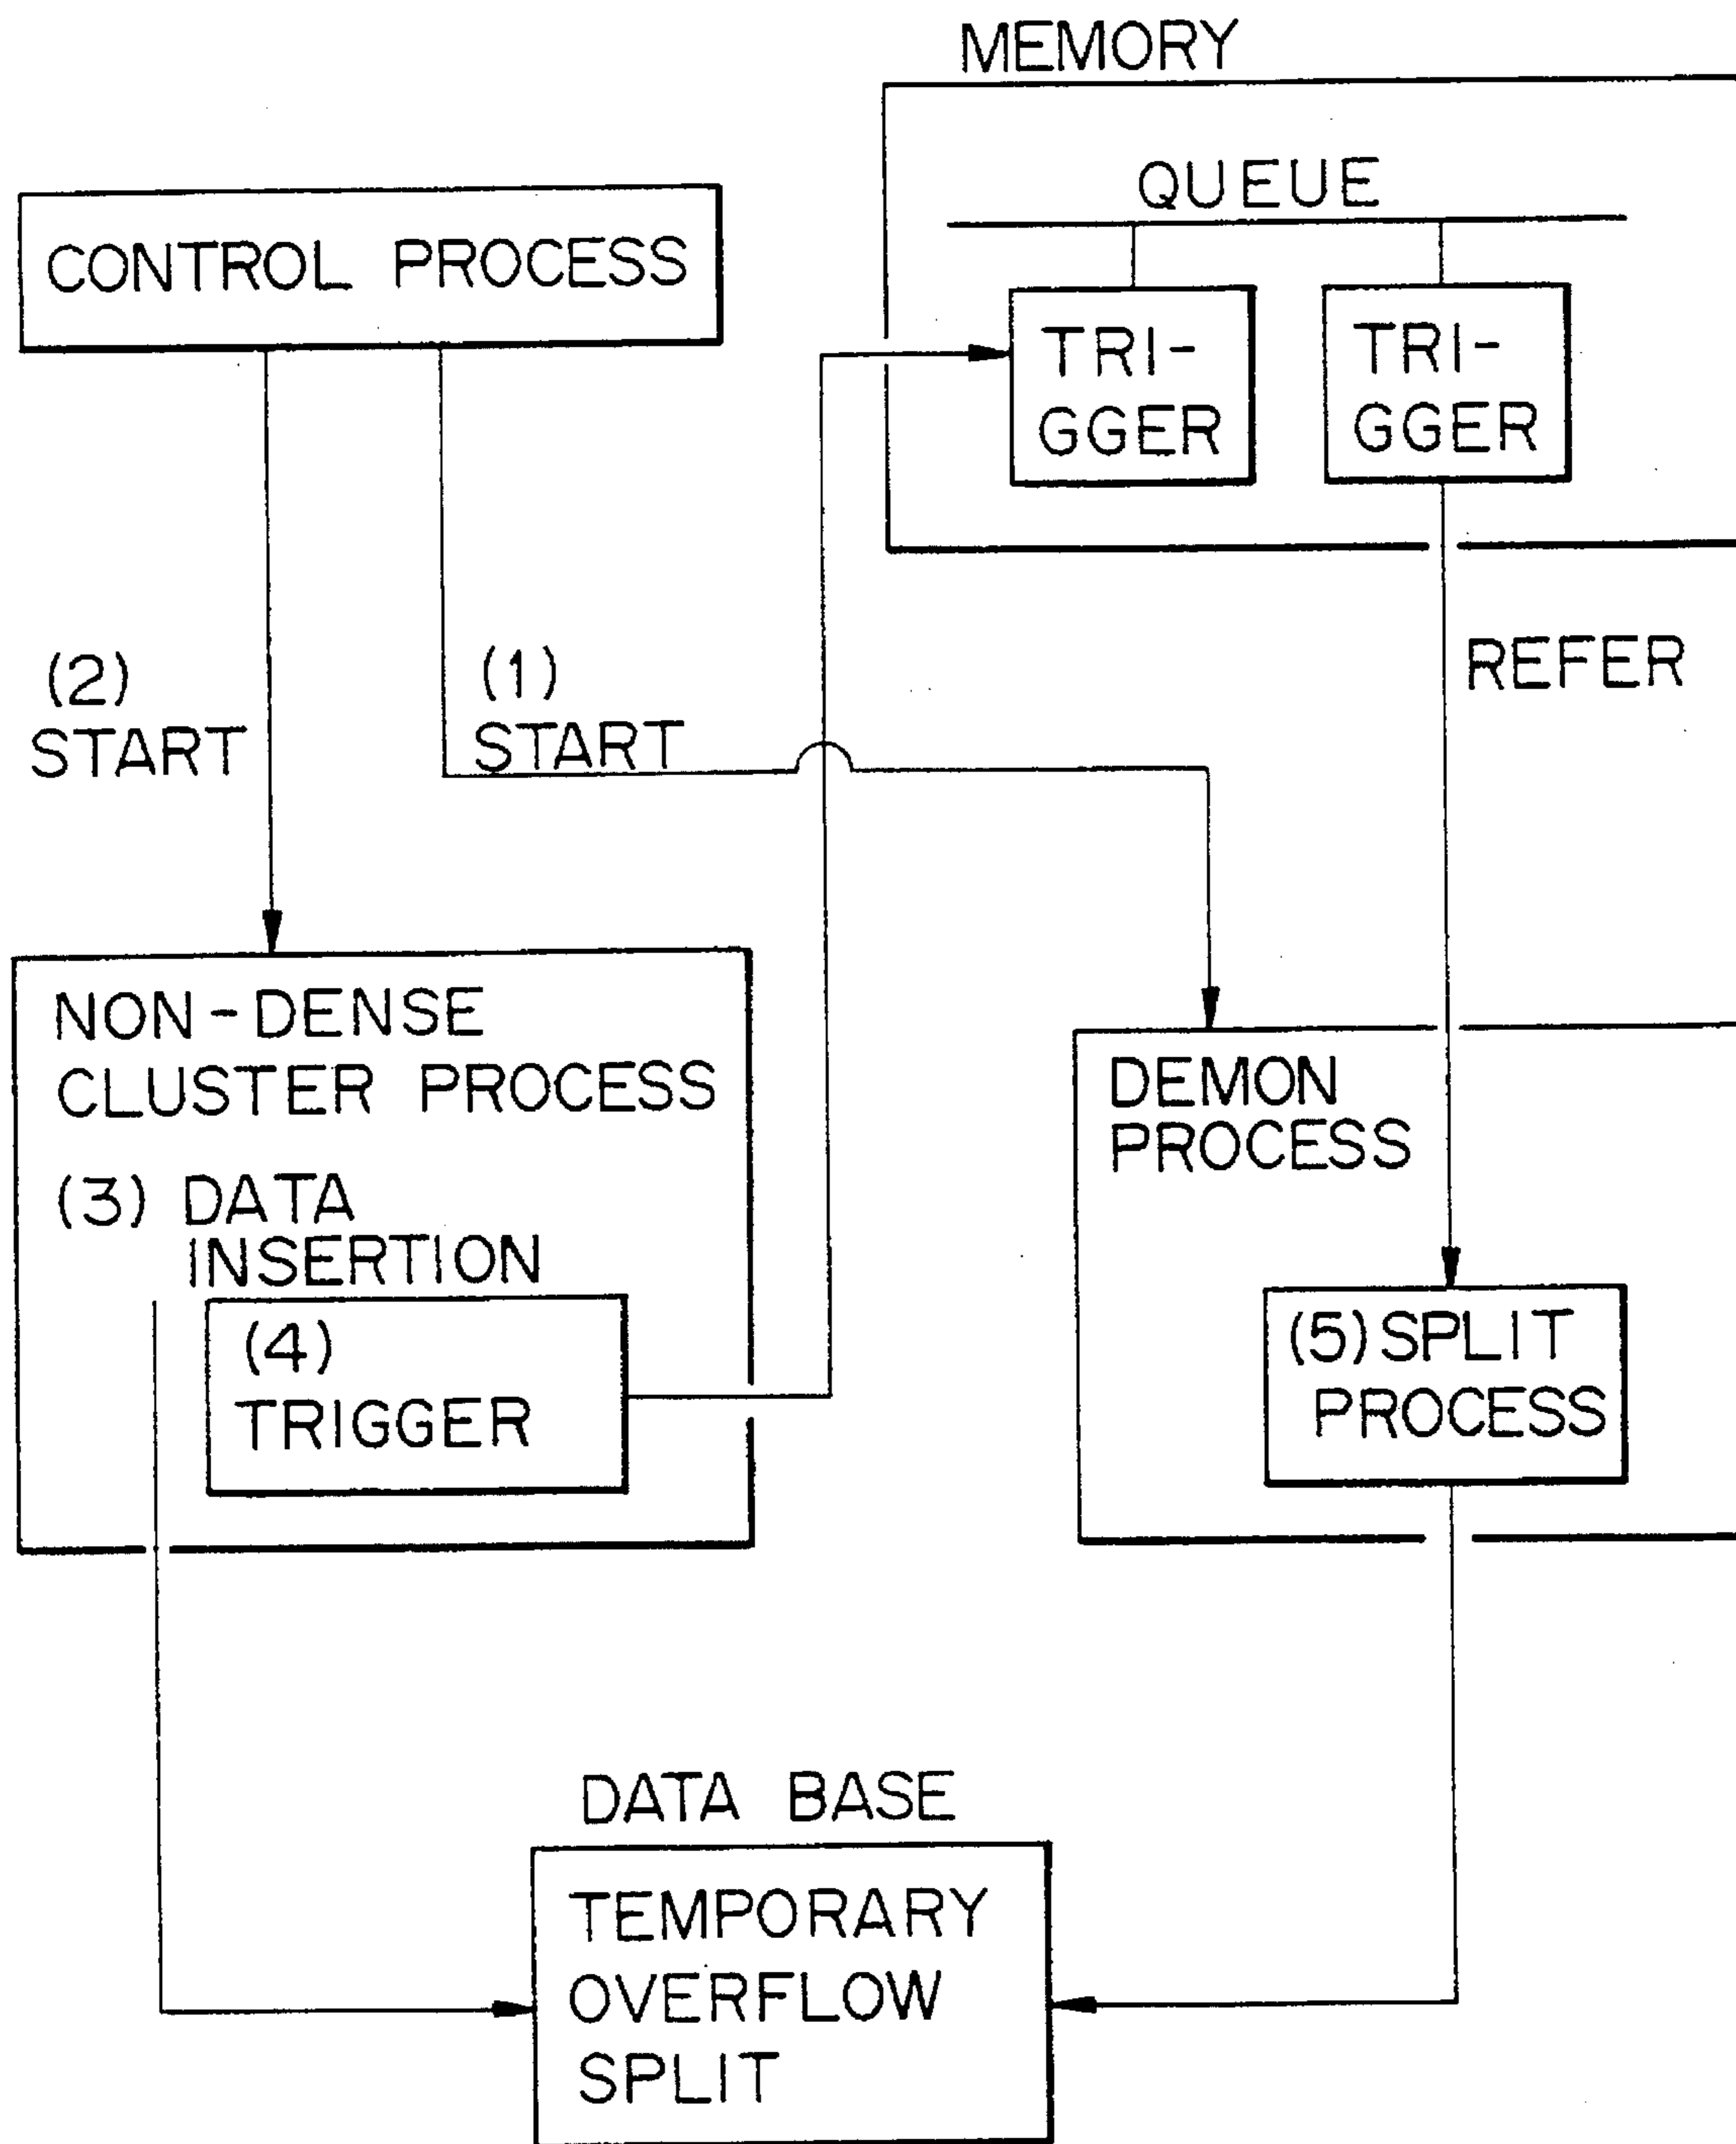 MEMORY
QUEUE
CONTROL PROCESS
TRI-
GGER
TRI-
GGER
(2)
START
(1)
START
REFER
NON-DENSE
CLUSTER PROCESS
(3) DATA
INSERTION
(4)
TRIGGER
DEMON
PROCESS
(5) SPLIT
PROCESS
DATA BASE
TEMPORARY
OVERFLOW
SPLIT